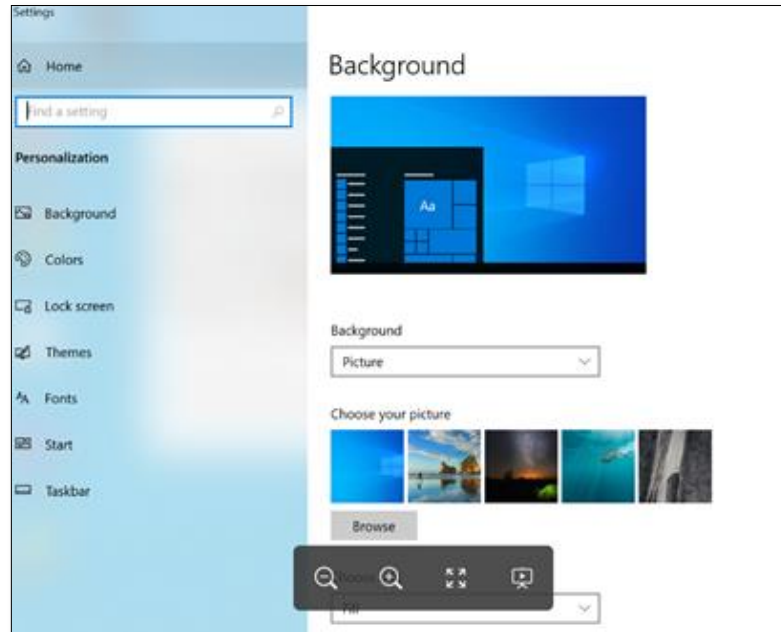 Settings
Home
Find a setting
Personalization
Background
Colors
Lock screen
Themes
Fonts
Start
Taskbar
Background
Aa
Background
Picture
Choose your picture
Browse
Fill